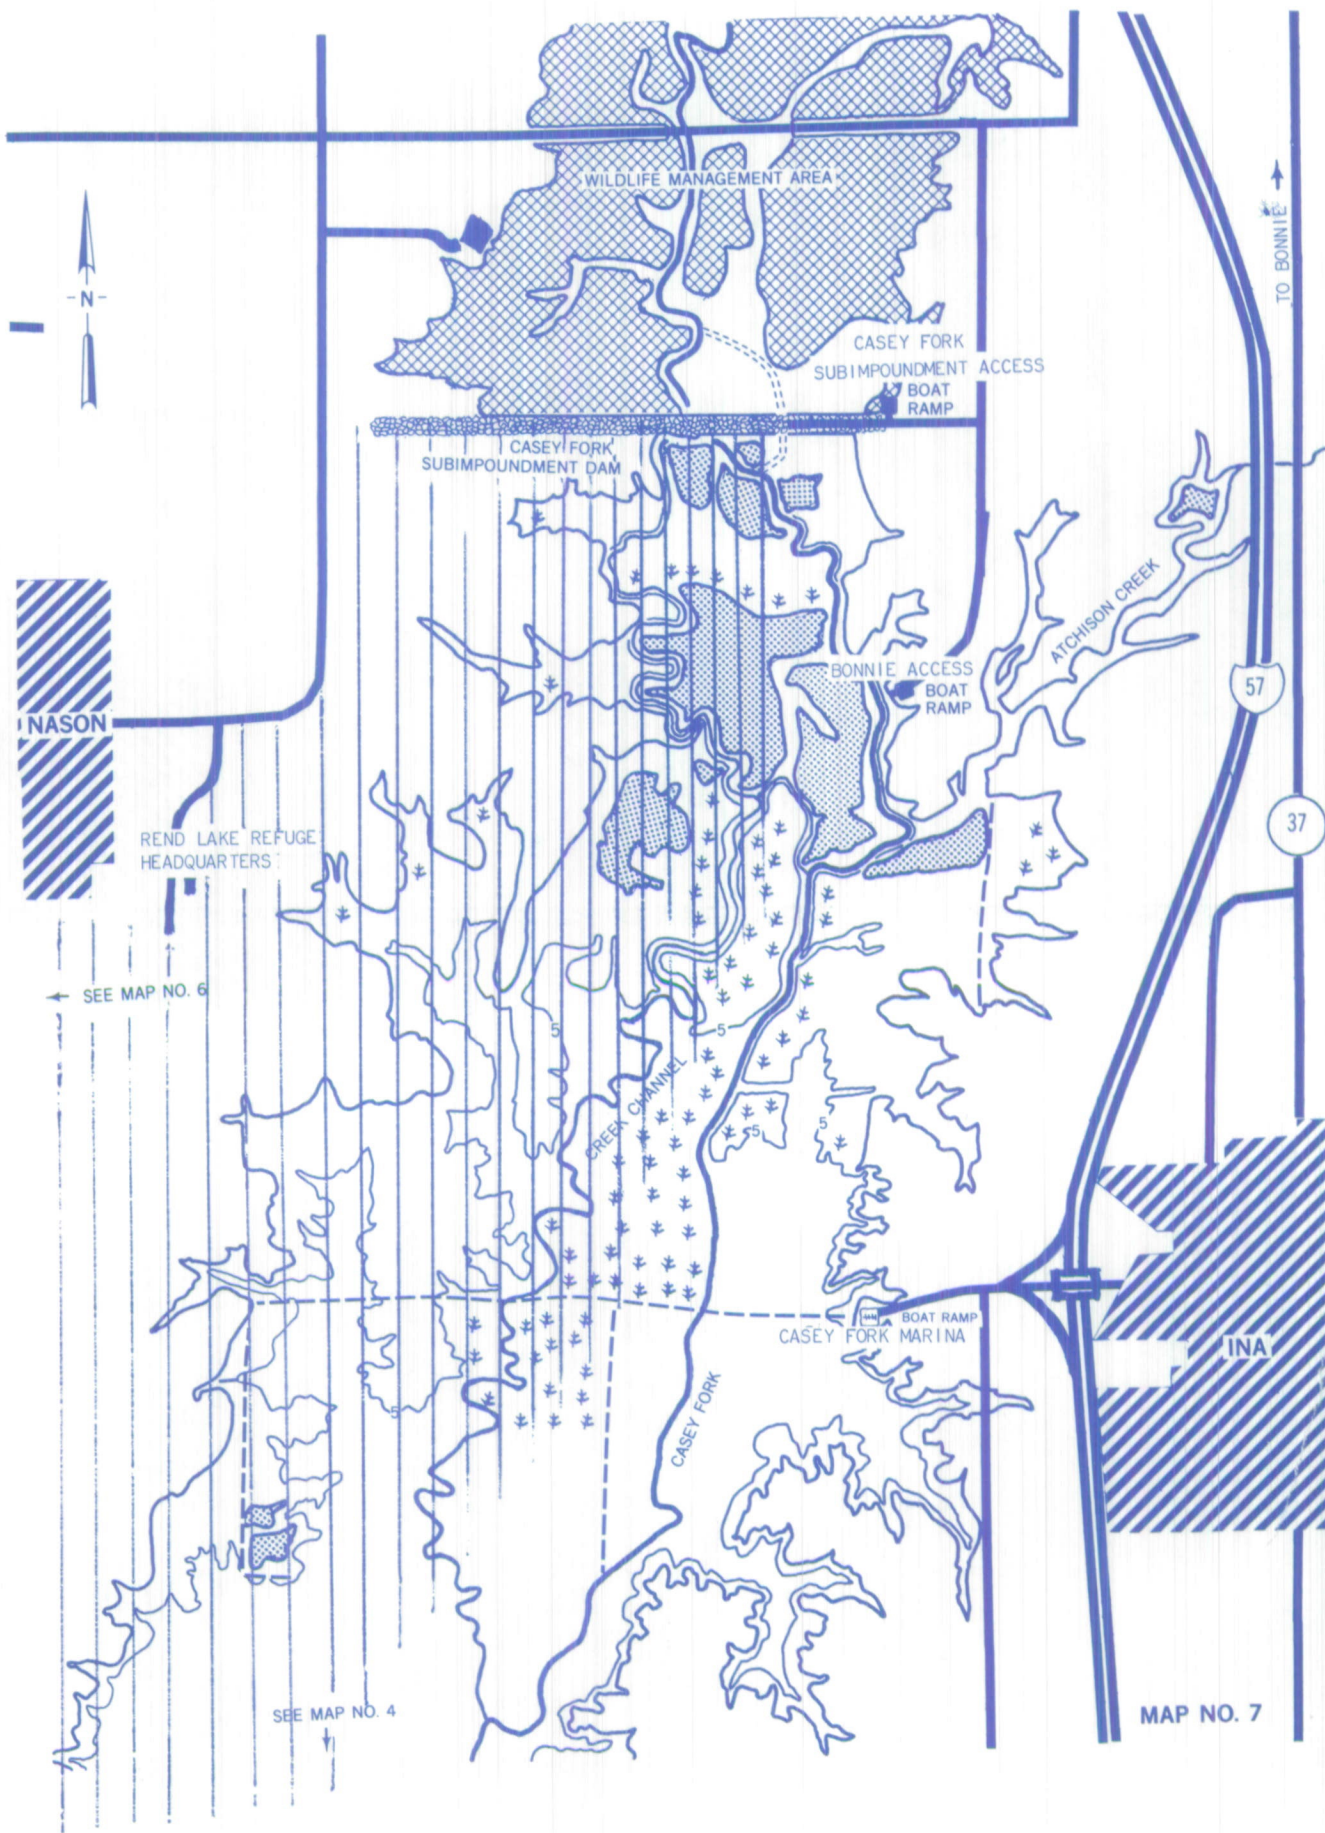 WILDLIFE MANAGEMENT AREA
TO BONNIE
-N-
CASEY FORK
SUBIMPOUNDMENT ACCESS
BOAT
RAMP
CASEY FORK
SUBIMPOUNDMENT DAM
ATCHISON CREEK
BONNIE ACCESS
BOAT
RAMP
57
NASON
37
REND LAKE REFUGE
HEADQUARTERS
SEE MAP NO. 6
5
5
CREEK CHANNEL
5
5
BOAT RAMP
CASEY FORK MARINA
INA
5
CASEY FORK
SEE MAP NO. 4
MAP NO. 7